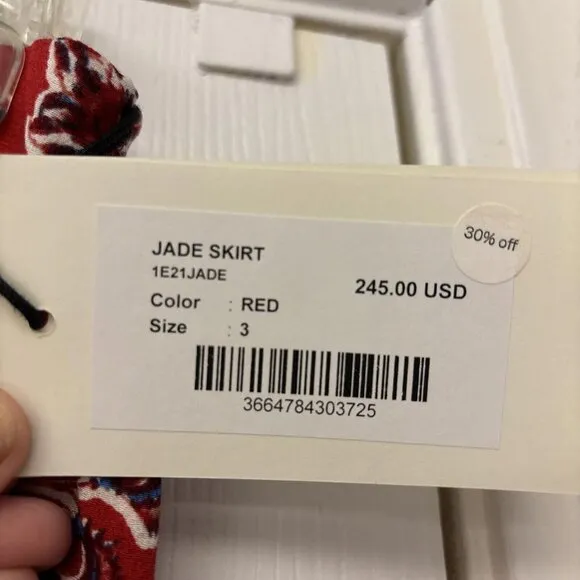 30% off
JADE SKIRT
1E21JADE
245.00 USD
Color : RED
Size : 3
3664784303725